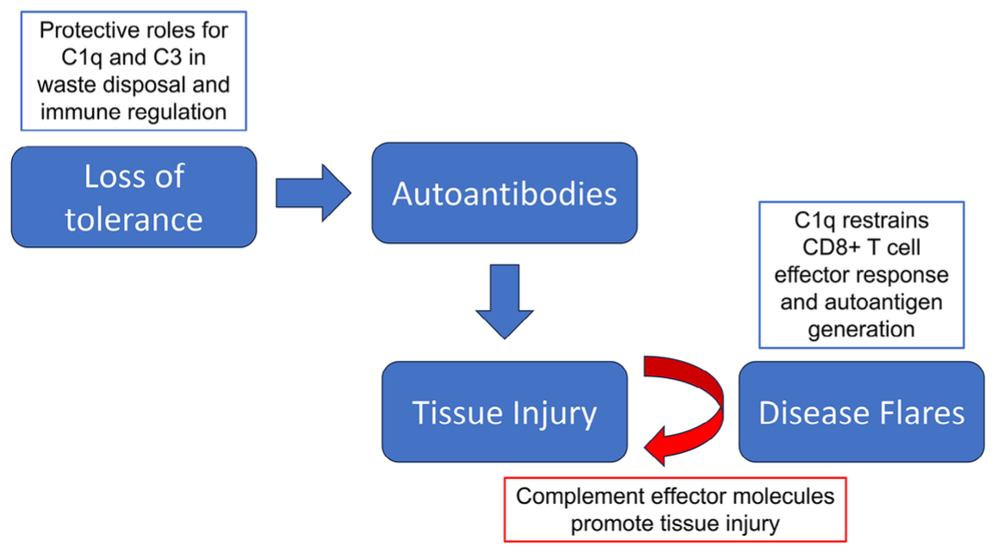 Protective roles for
C1q and C3 in
waste disposal and
immune regulation
Loss of
tolerance
Autoantibodies
C1q restrains
CD8+ T cell
effector response
and autoantigen
generation
Tissue Injury
Disease Flares
Complement effector molecules
promote tissue injury